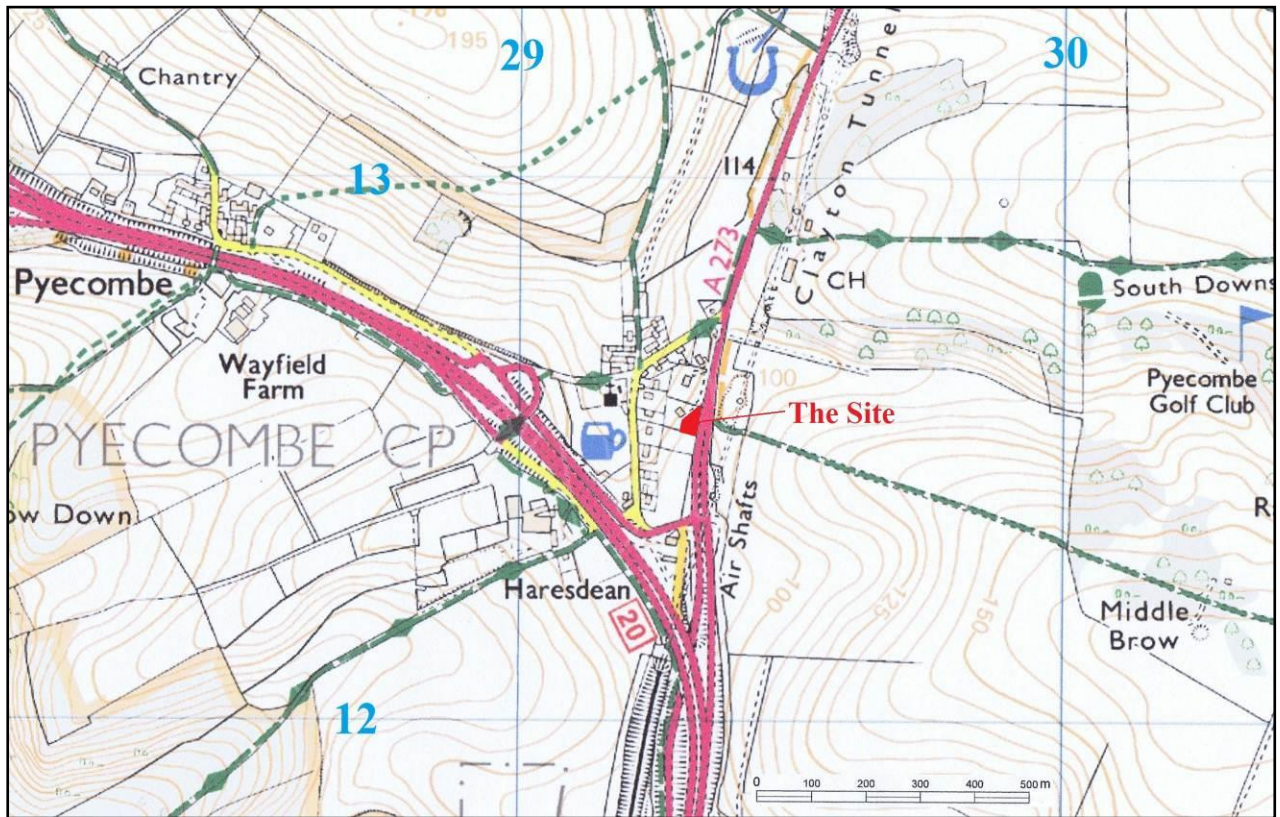 195
29
30
Chantry
Clayton Tunnel
114
13
A 273
Pyecombe
CH
South Downs
Wayfield
Farm
100
Pyecombe
Golf Club
The Site
PYECOMBE CP
ow Down
R
Air Shafts
Haresdean
100
125
150
Middle
Brow
20
12
0 100 200 300 400 500 m